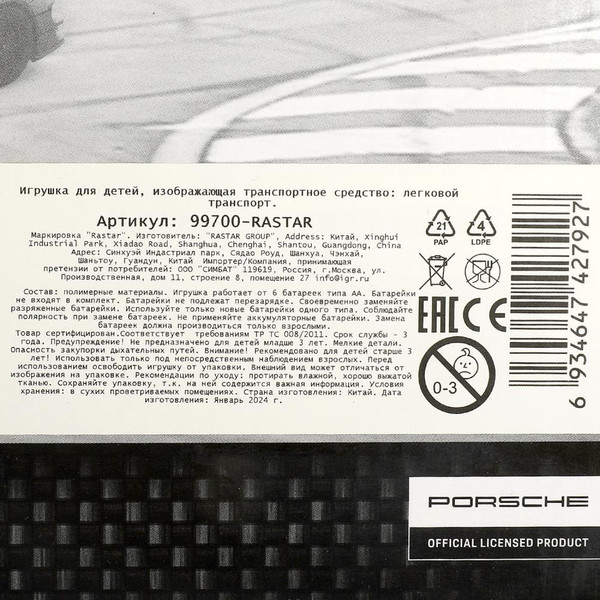 Игрушка для детей, изображающая транспортное средство: легковой
транспорт.
Артикул: 99700-RASTAR
Маркировка "Rastar". Изготовитель: "RASTAR GROUP", Address: Китай, Xinghui
Industrial Park, Xiadao Road, Shanghua, Chenghai, Shantou, Guangdong, China
Адрес: Синхуэй Индастриал парк, Сядао Роуд, Шанхуа, Чэнхай,
Шаньтоу, Гуандун, Китай Импортер/Компания, принимающая
претензии от потребителей: ООО "СИМБАТ" 119619, Россия, г.Москва, ул.
Производственная, дом 11, строение 8, помещение 27 info@igr.ru
Состав: полимерные материалы. Игрушка работает от 6 батареек типа АА. Батарейки
не входят в комплект. Батарейки не подлежат перезарядке. Своевременно заменяйте
разряженные батарейки. Используйте только новые батарейки одного типа. Соблюдайте
полярность при замене батареек. Не применяйте аккумуляторные батарейки. Замена
батареек должна производиться только взрослыми.
Товар сертифицирован.Соответствует требованиям ТР ТС 008/2011. Срок службы - 3
года. Предупреждение! Не предназначено для детей младше 3 лет. Мелкие детали.
Опасность закупорки дыхательных путей. Внимание! Рекомендовано для детей старше 3
лет! Использовать только под непосредственным наблюдением взрослых. Перед
использованием освободить игрушку от упаковки. Внешний вид может отличаться от
изображения на упаковке. Рекомендации по уходу: протирать влажной, хорошо выжатой
тканью. Сохраняйте упаковку, т.к. на ней содержится важная информация. Условия
хранения: в сухих проветриваемых помещениях. Страна изготовления: Китай. Дата
изготовления: Январь 2024 г.
21
PAP
4
LDPE
EAC CE
0-3
6 934647 427927
PORSCHE
OFFICIAL LICENSED PRODUCT